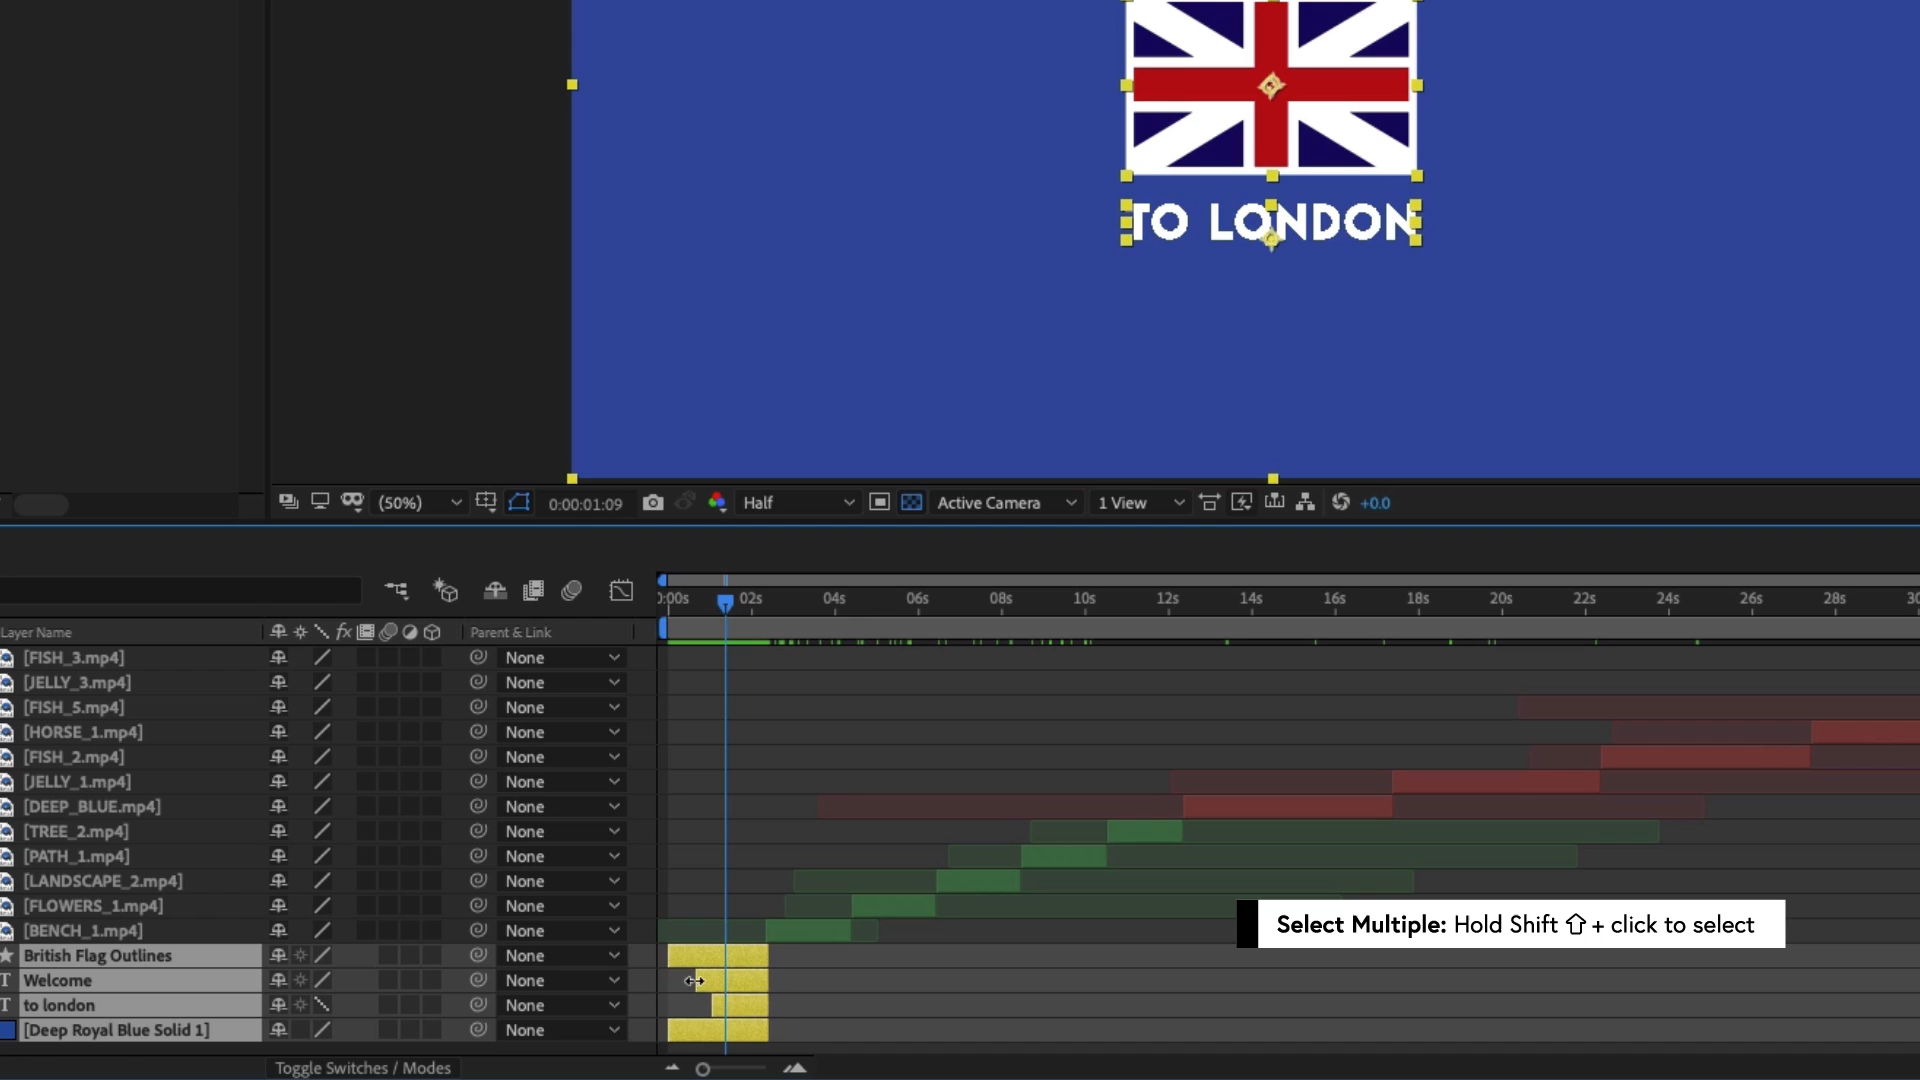 TO LONDON
(50%)
0:00:01:09
Half
Active Camera
1 View
+0.0
0:00s 02s 04s 06s 08s 10s 12s 14s 16s 18s 20s 22s 24s 26s 28s 30
Layer Name
fx
Parent & Link
[FISH_3.mp4] None
[JELLY_3.mp4] None
[FISH_5.mp4] None
[HORSE_1.mp4] None
[FISH_2.mp4] None
[JELLY_1.mp4] None
[DEEP_BLUE.mp4] None
[TREE_2.mp4] None
[PATH_1.mp4] None
[LANDSCAPE_2.mp4] None
[FLOWERS_1.mp4] None
[BENCH_1.mp4] None
Select Multiple: Hold Shift ⇧ + click to select
British Flag Outlines None
T Welcome None
T to london None
[Deep Royal Blue Solid 1] None
Toggle Switches / Modes